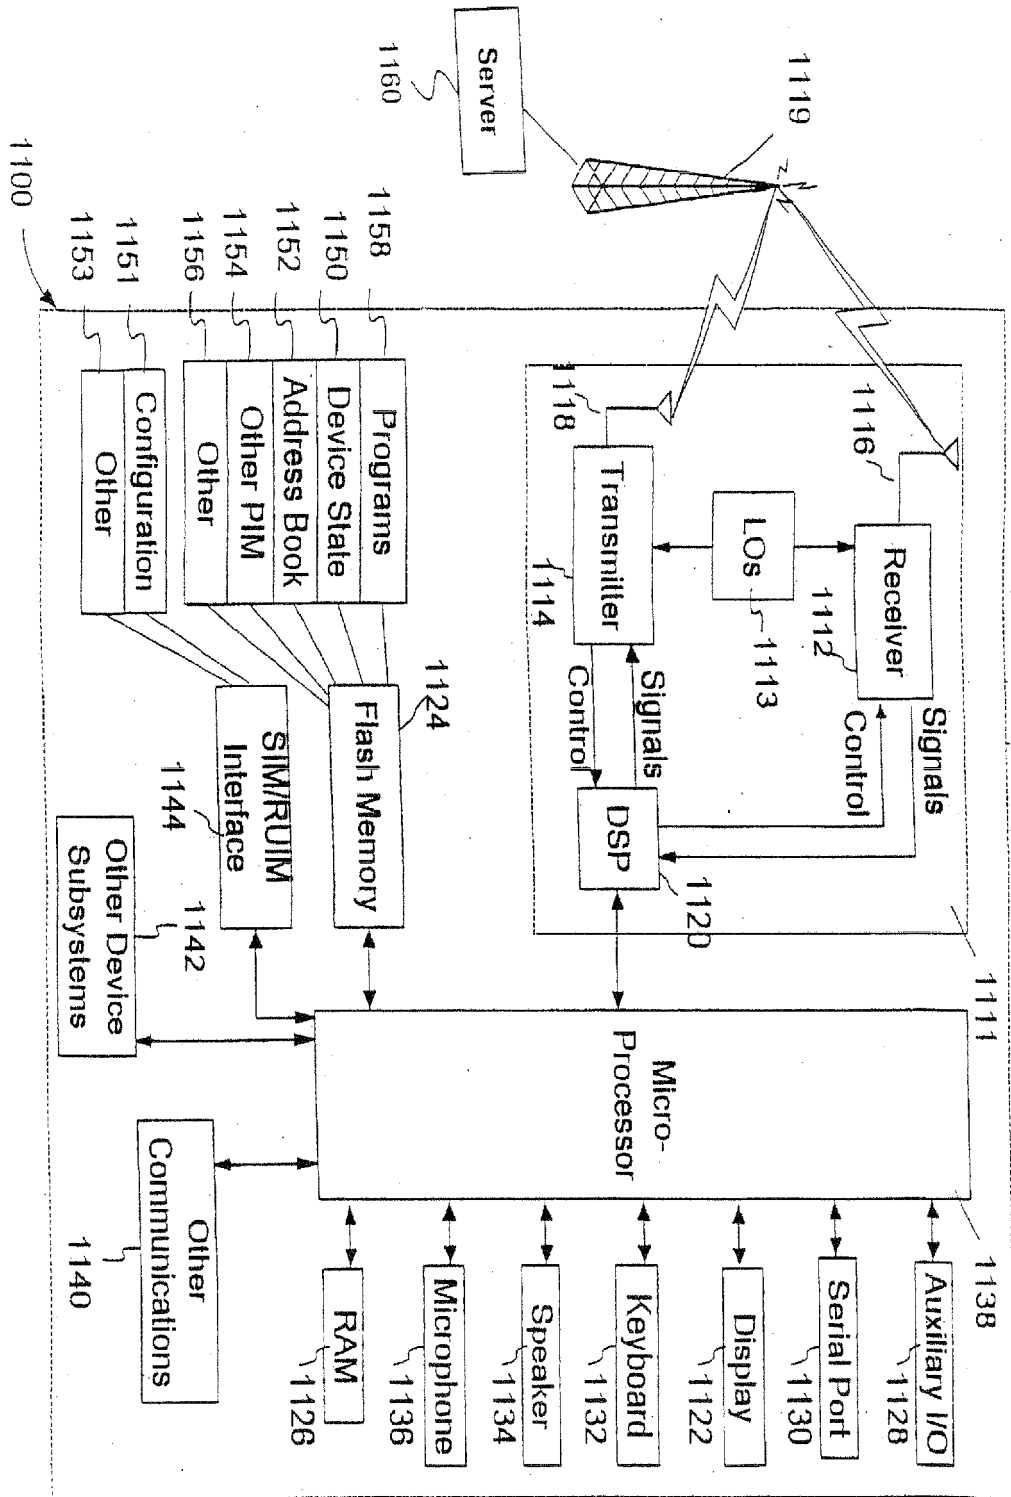 1100
Server
1160
1119
1111
1116
Receiver
1112
Signals
Control
LOs
1113
1118
Transmitter
1114
Signals
Control
DSP
1120
Micro-
Processor
1138
Auxiliary I/O
1128
Serial Port
1130
Display
1122
Keyboard
1132
Speaker
1134
Microphone
1136
RAM
1126
Flash Memory
1124
1158
Programs
1150
Device State
1152
Address Book
1154
Other PIM
1156
Other
SIM/RUIM
Interface
1144
1151
Configuration
1153
Other
Other Device
Subsystems
1142
Other
Communications
1140